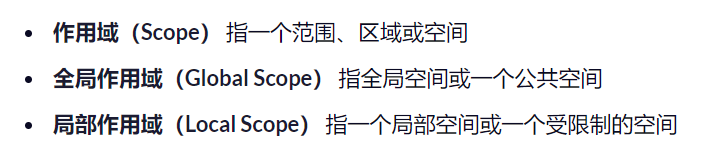 作用域（Scope） 指一个范围、区域或空间
全局作用域（Global Scope） 指全局空间或一个公共空间
局部作用域（Local Scope） 指一个局部空间或一个受限制的空间